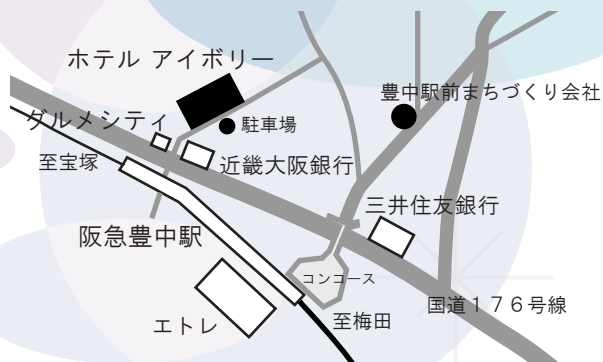 ホテル アイボリー
豊中駅前まちづくり会社
グルメシティ
駐車場
至宝塚
近畿大阪銀行
三井住友銀行
阪急豊中駅
コンコース
国道１７６号線
エトレ
至梅田